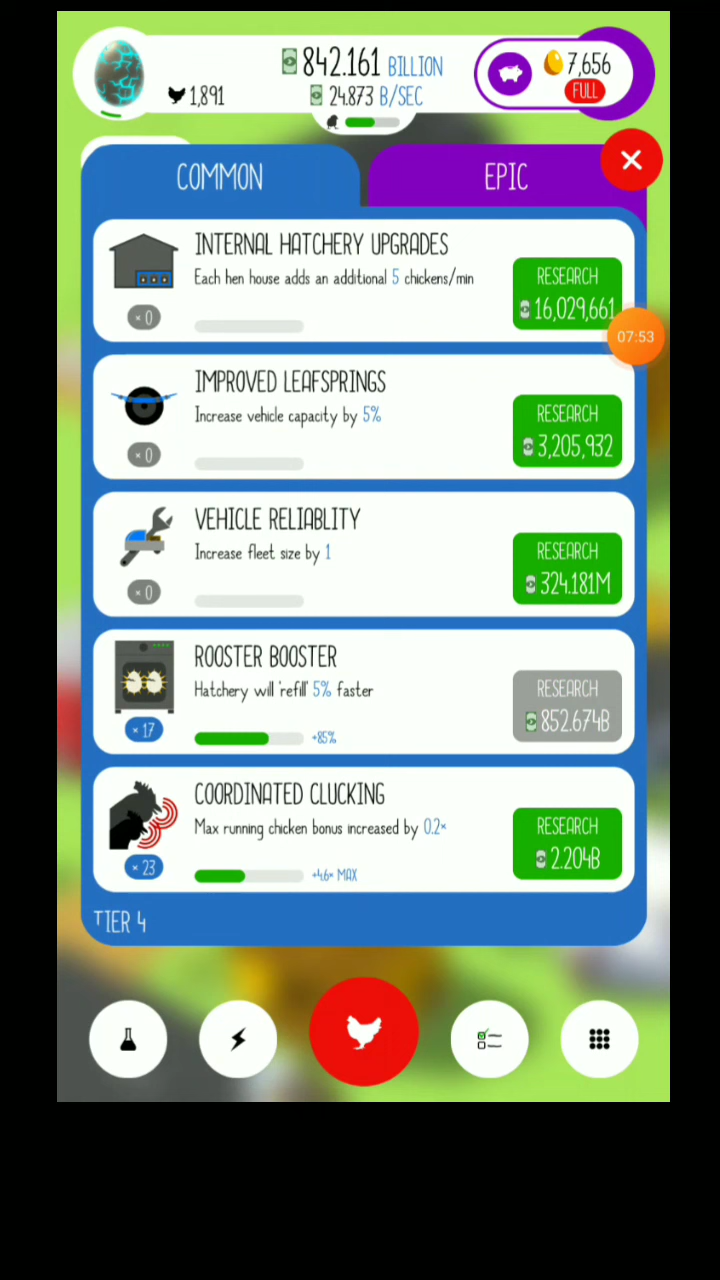 842.161 BILLION
1,891
24.873 B/SEC
7,656
FULL
COMMON
EPIC
INTERNAL HATCHERY UPGRADES
Each hen house adds an additional 5 chickens/min
RESEARCH
16,029,661
× 0
07:53
IMPROVED LEAFSPRINGS
Increase vehicle capacity by 5%
RESEARCH
3,205,932
× 0
VEHICLE RELIABLITY
Increase fleet size by 1
RESEARCH
324.181M
× 0
ROOSTER BOOSTER
Hatchery will 'refill' 5% faster
RESEARCH
852.674B
× 17
+85%
COORDINATED CLUCKING
Max running chicken bonus increased by 0.2×
RESEARCH
2.204B
× 23
+4.6× MAX
TIER 4